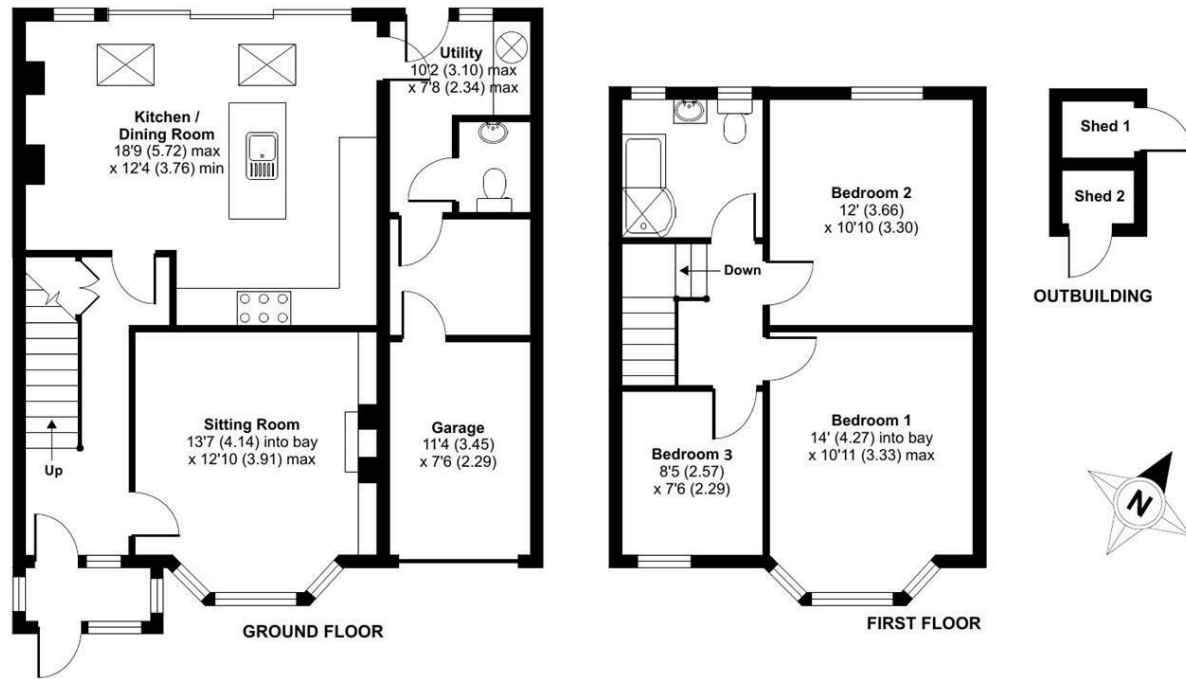 Utility
10'2 (3.10) max
x 7'8 (2.34) max
Kitchen /
Dining Room
18'9 (5.72) max
x 12'4 (3.76) min
Sitting Room
13'7 (4.14) into bay
x 12'10 (3.91) max
Garage
11'4 (3.45)
x 7'6 (2.29)
Up
GROUND FLOOR
Bedroom 2
12' (3.66)
x 10'10 (3.30)
Down
Bedroom 1
14' (4.27) into bay
x 10'11 (3.33) max
Bedroom 3
8'5 (2.57)
x 7'6 (2.29)
FIRST FLOOR
Shed 1
Shed 2
OUTBUILDING
N